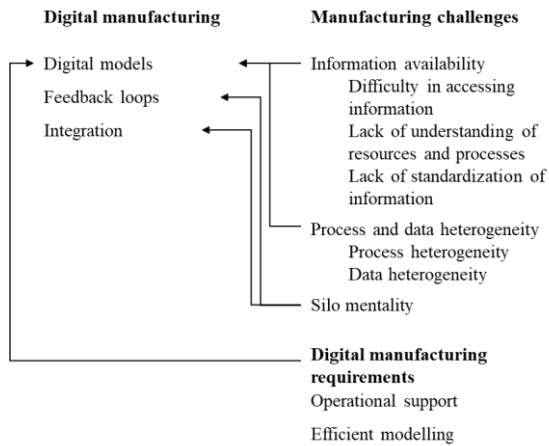 Digital manufacturing
Digital models
Feedback loops
Integration
Manufacturing challenges
Information availability
Difficulty in accessing
information
Lack of understanding of
resources and processes
Lack of standardization of
information
Process and data heterogeneity
Process heterogeneity
Data heterogeneity
Silo mentality
Digital manufacturing
requirements
Operational support
Efficient modelling